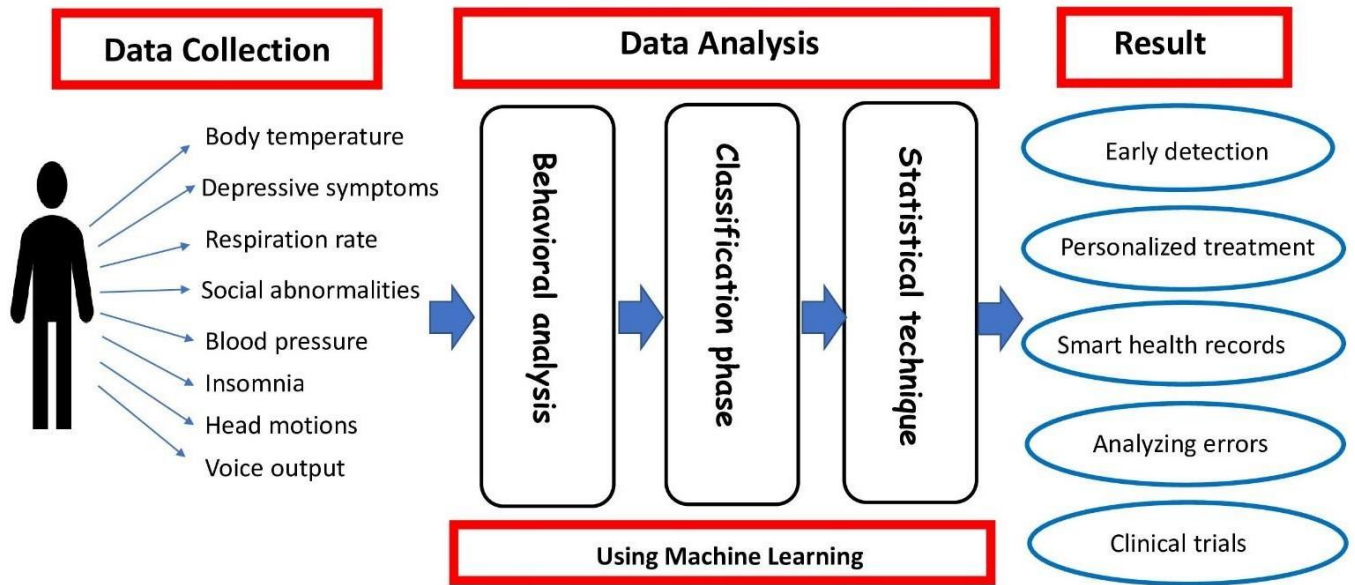 Data Collection
Data Analysis
Result
Body temperature
Depressive symptoms
Respiration rate
Social abnormalities
Blood pressure
Insomnia
Head motions
Voice output
Behavioral analysis
Classification phase
Statistical technique
Using Machine Learning
Early detection
Personalized treatment
Smart health records
Analyzing errors
Clinical trials